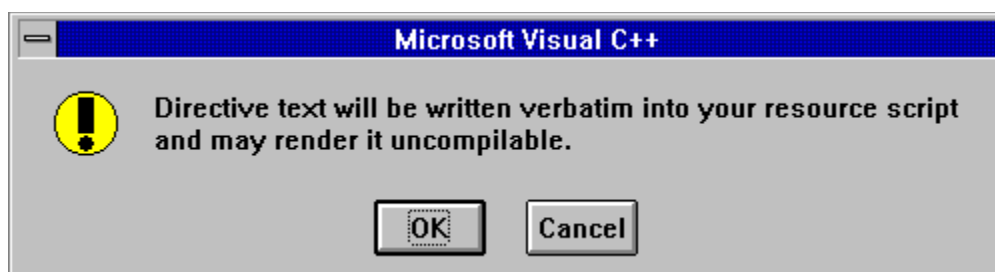 Microsoft Visual C++
Directive text will be written verbatim into your resource script
and may render it uncompilable.
OK
Cancel